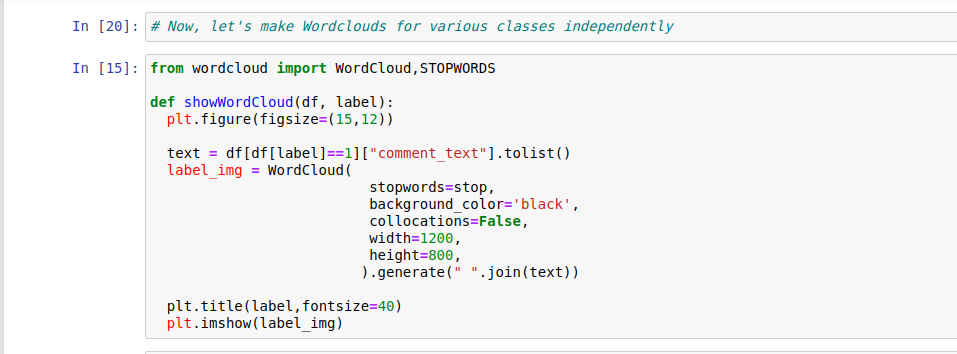 In [20]: # Now, let's make Wordclouds for various classes independently
In [15]: from wordcloud import WordCloud,STOPWORDS
def showWordCloud(df, label):
  plt.figure(figsize=(15,12))
  text = df[df[label]==1]["comment_text"].tolist()
  label_img = WordCloud(
                          stopwords=stop,
                          background_color='black',
                          collocations=False,
                          width=1200,
                          height=800,
                         ).generate(" ".join(text))
  plt.title(label,fontsize=40)
  plt.imshow(label_img)